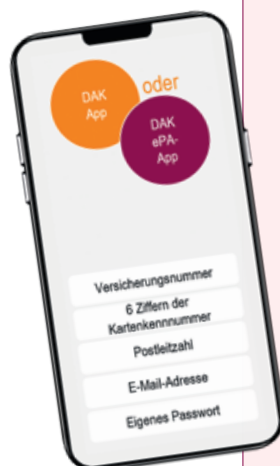 DAK
App
oder
DAK
ePA-
App
Versicherungsnummer
6 Ziffern der
Kartenkennnummer
Postleitzahl
E-Mail-Adresse
Eigenes Passwort